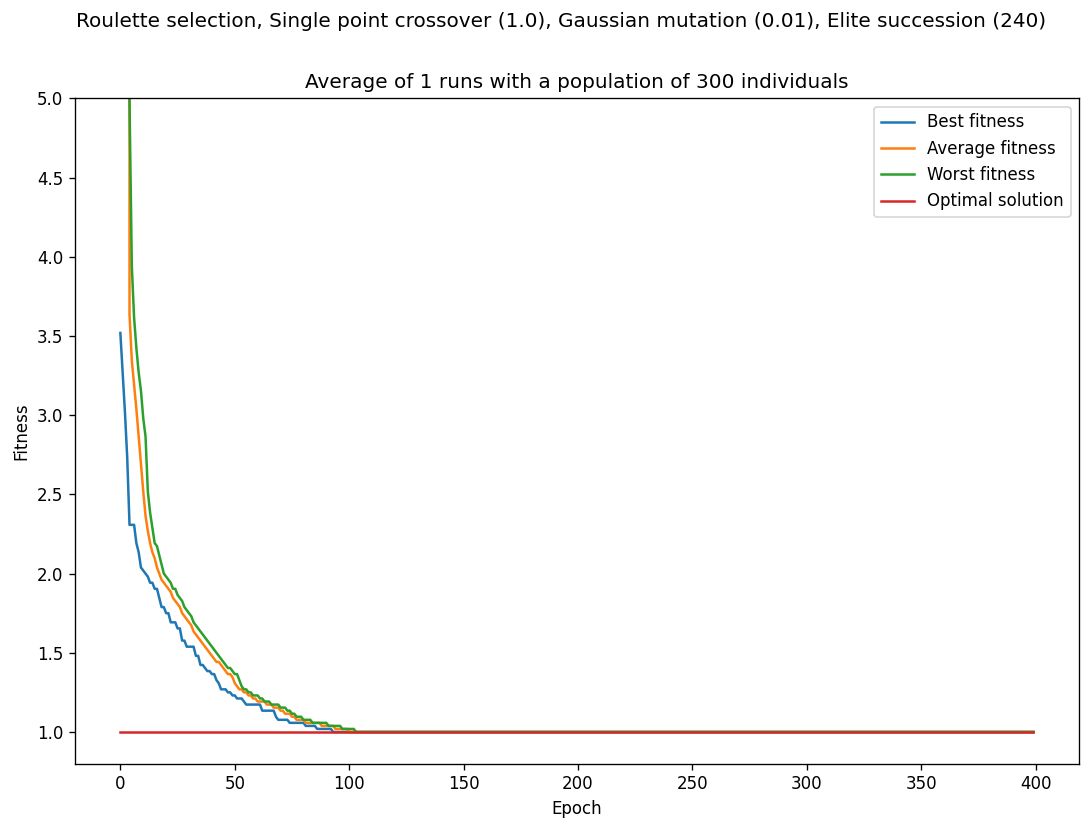 Roulette selection, Single point crossover (1.0), Gaussian mutation (0.01), Elite succession (240)
Average of 1 runs with a population of 300 individuals
Best fitness
Average fitness
Worst fitness
Optimal solution
5.0
4.5
4.0
3.5
3.0
2.5
2.0
1.5
1.0
Fitness
0 50 100 150 200 250 300 350 400
Epoch